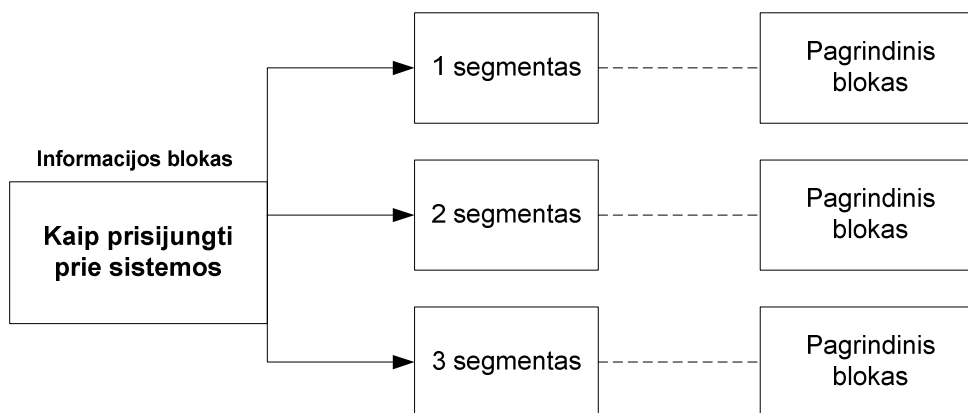 1 segmentas
Pagrindinis
blokas
Informacijos blokas
Kaip prisijungti
prie sistemos
2 segmentas
Pagrindinis
blokas
3 segmentas
Pagrindinis
blokas